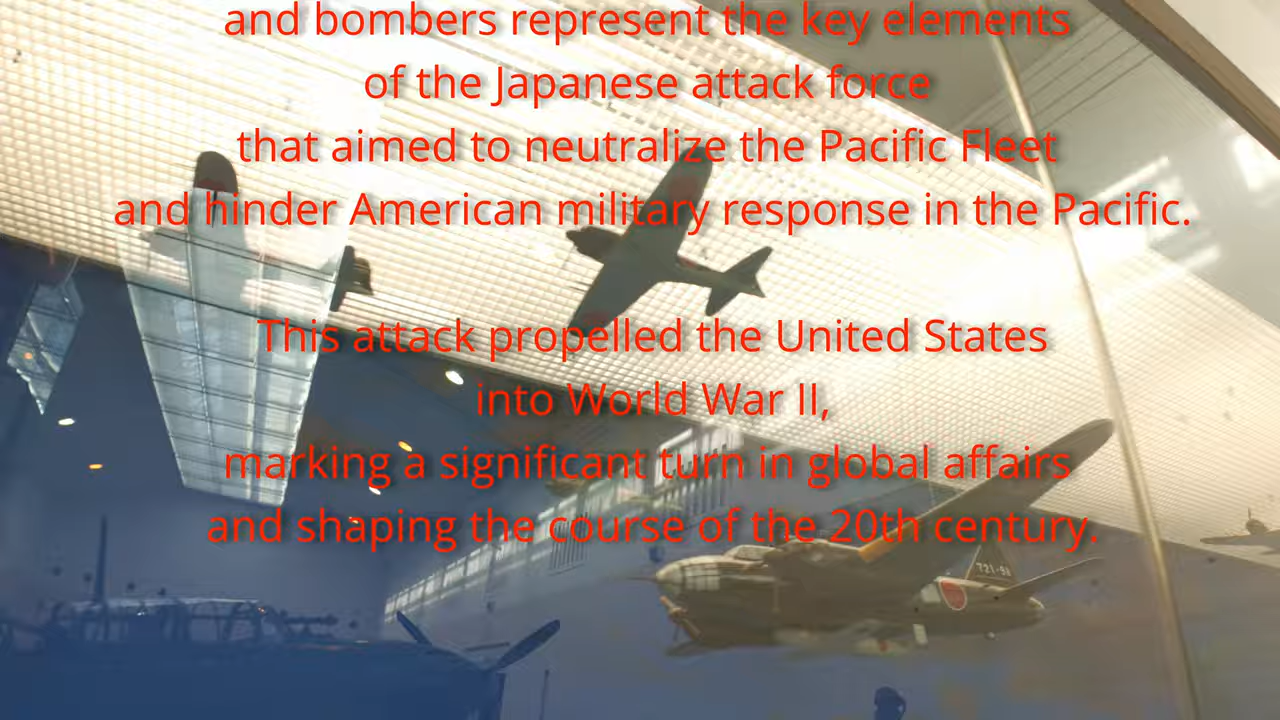 and bombers represent the key elements
of the Japanese attack force
that aimed to neutralize the Pacific Fleet
and hinder American military response in the Pacific.
This attack propelled the United States
into World War II,
marking a significant turn in global affairs
and shaping the course of the 20th century.
721-98